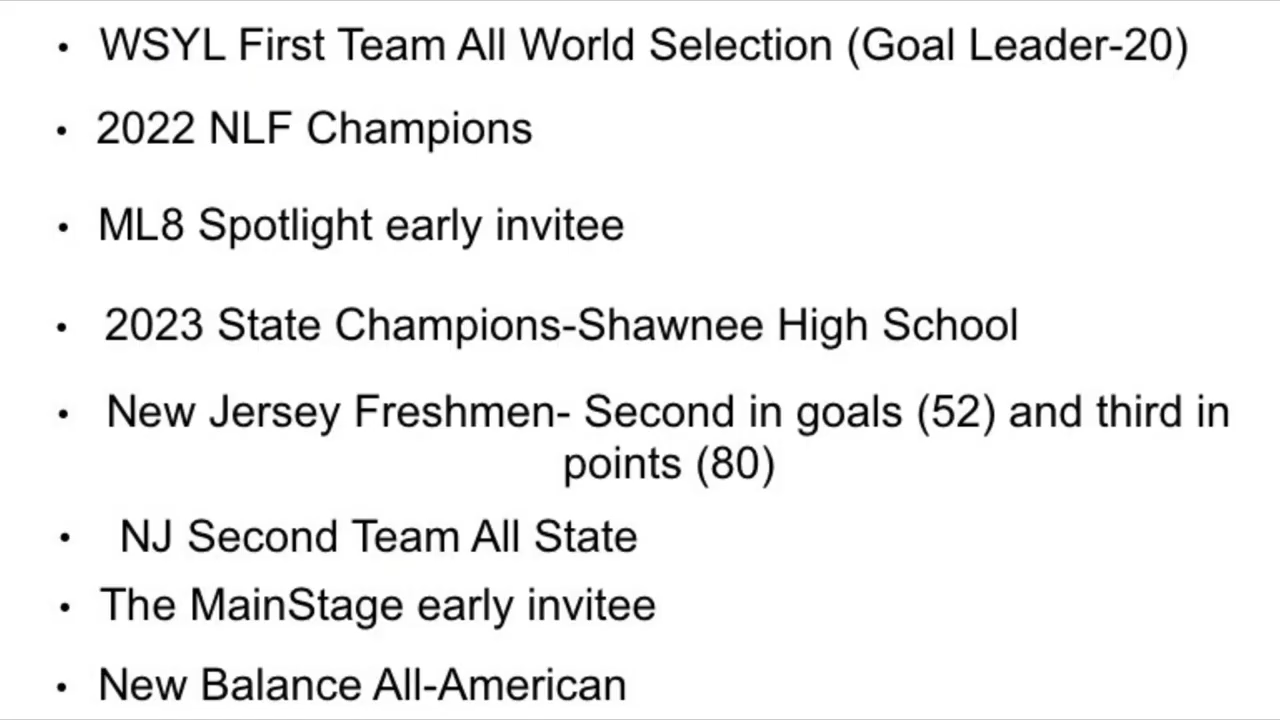 • WSYL First Team All World Selection (Goal Leader-20)
• 2022 NLF Champions
• ML8 Spotlight early invitee
• 2023 State Champions-Shawnee High School
• New Jersey Freshmen- Second in goals (52) and third in
points (80)
• NJ Second Team All State
• The MainStage early invitee
• New Balance All-American